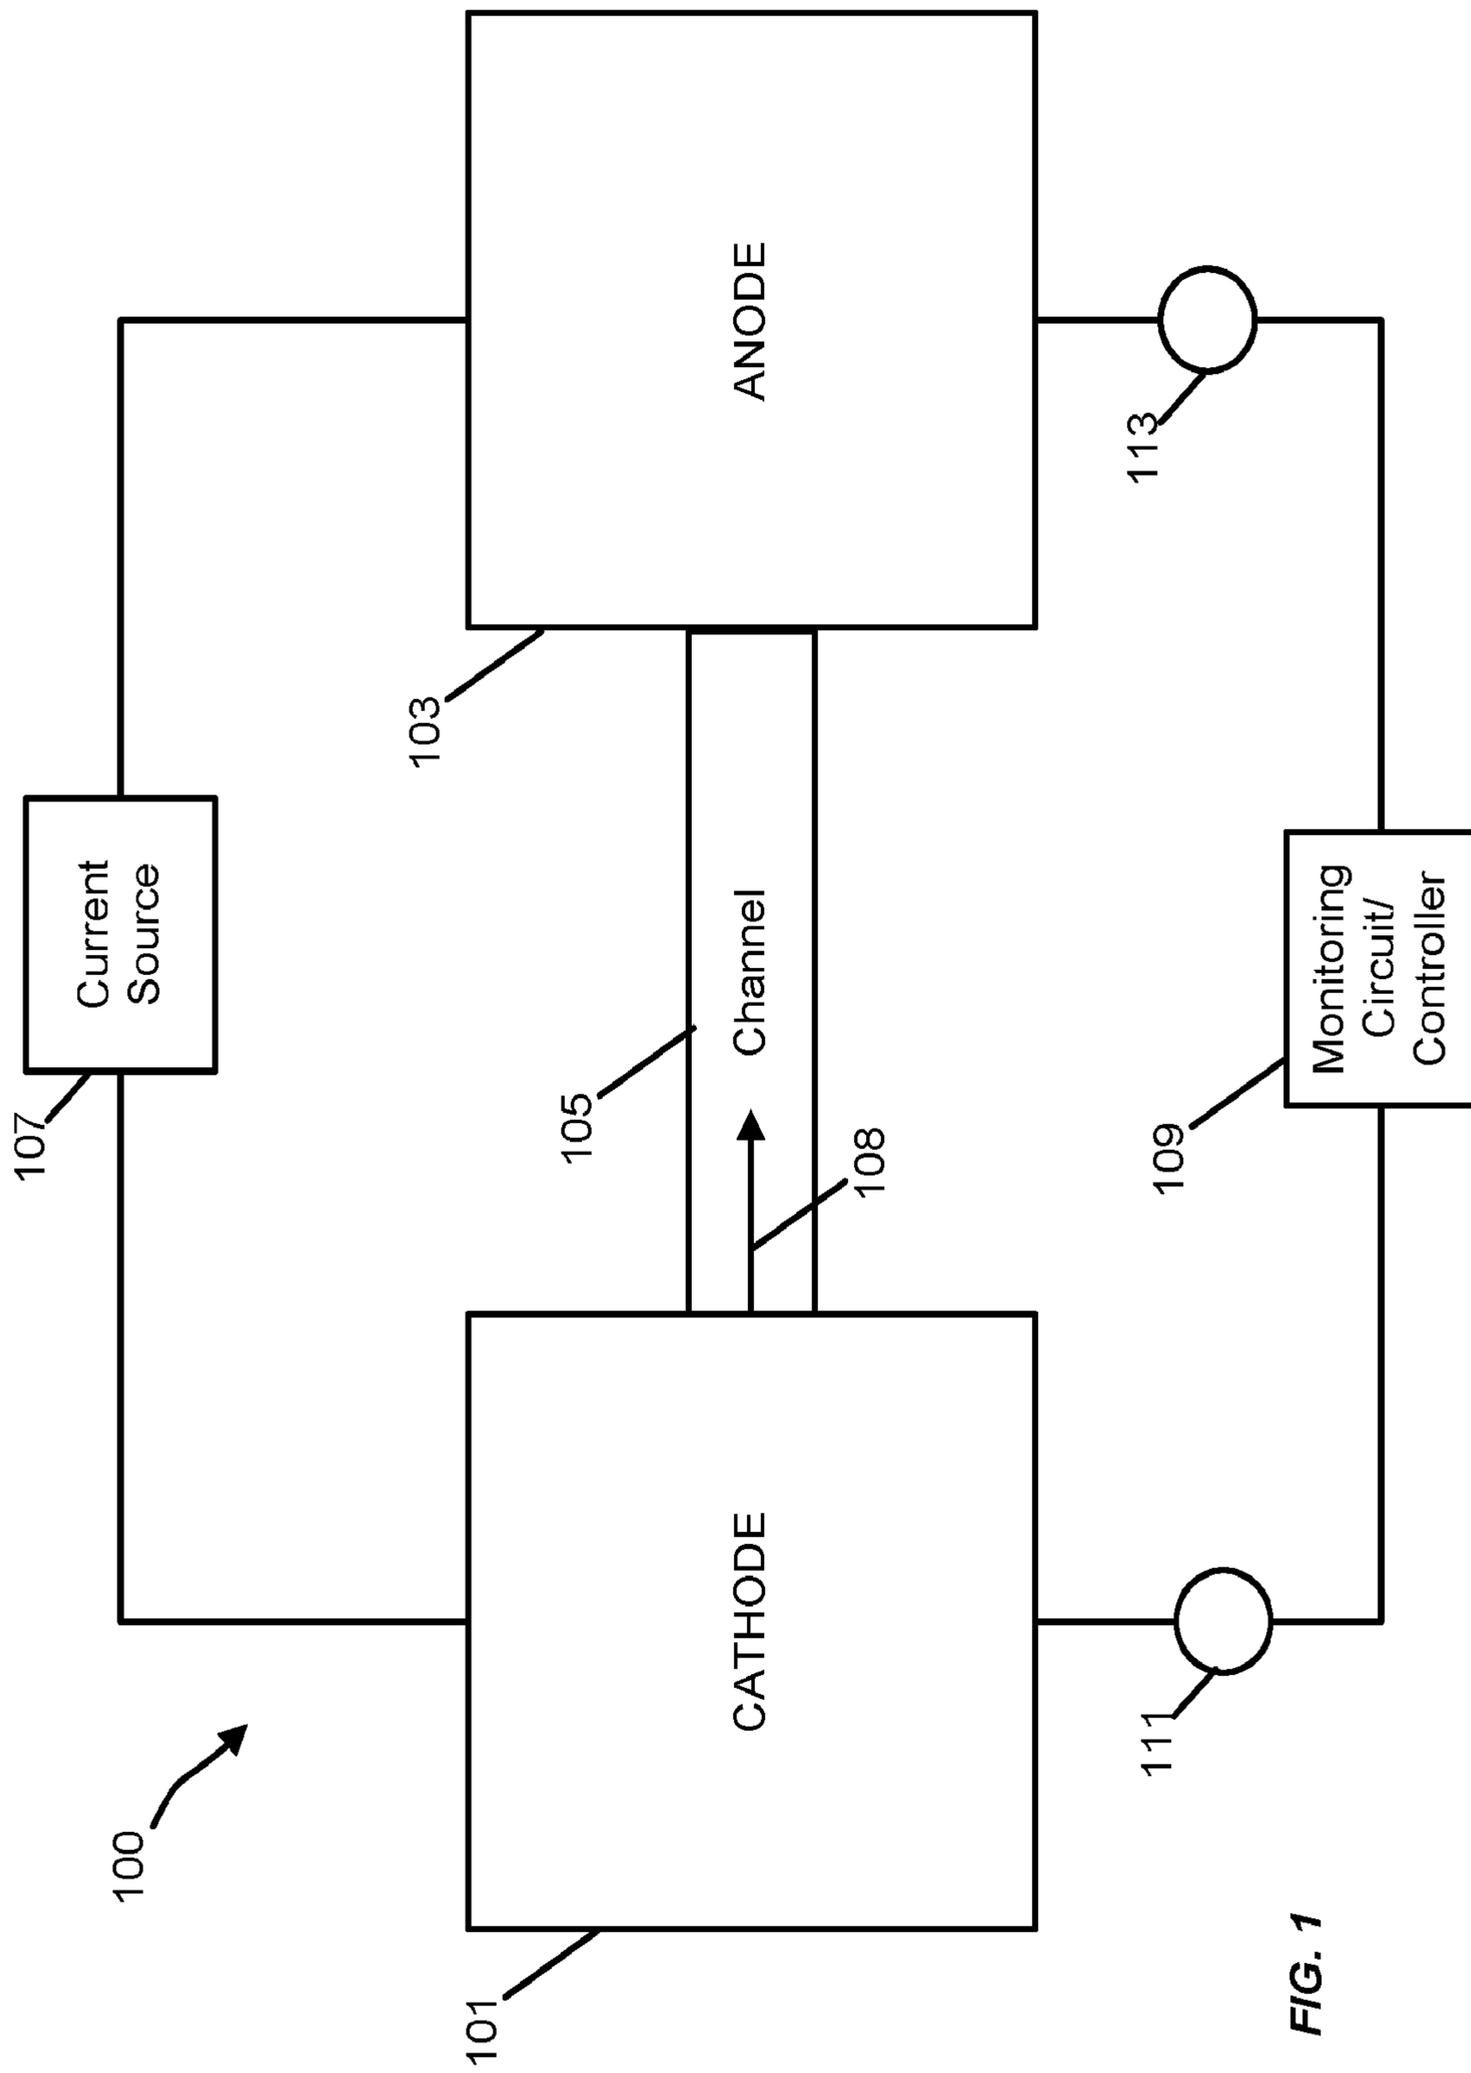 107
Current
Source
100
103
101
CATHODE
105
108
Channel
ANODE
111
109
Monitoring
Circuit/
Controller
113
FIG. 1